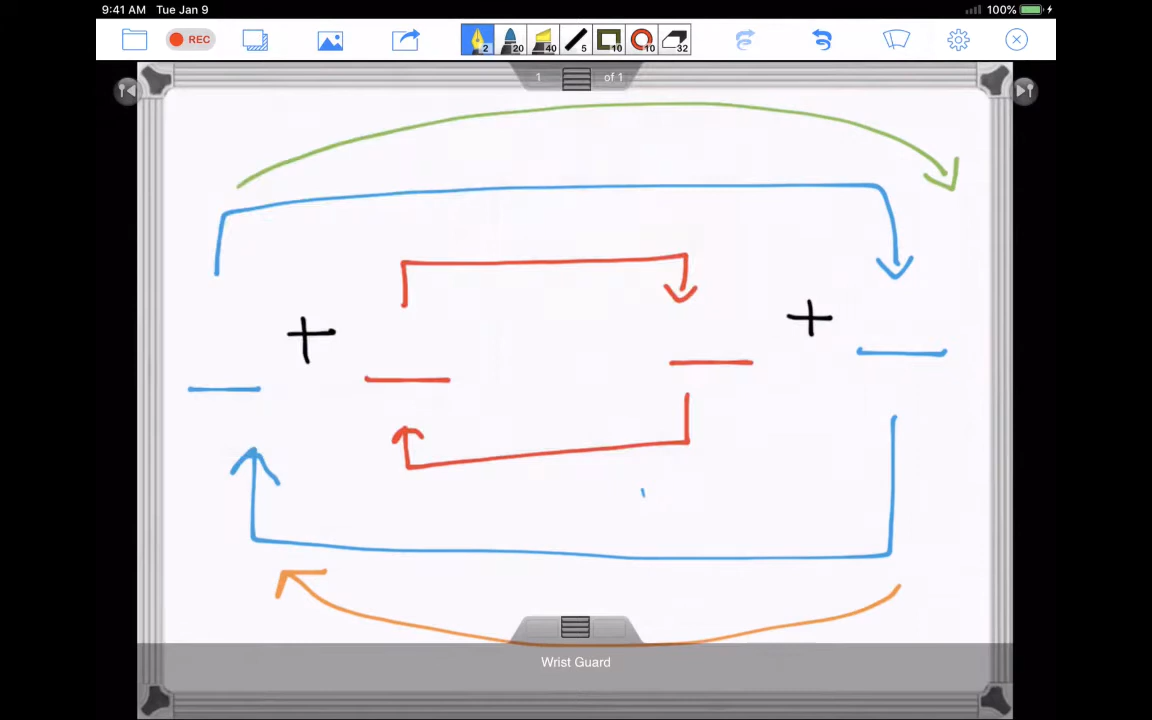 9:41 AM Tue Jan 9 100%
REC 2 20 40 5 10 10 32
1 of 1
+ +
Wrist Guard